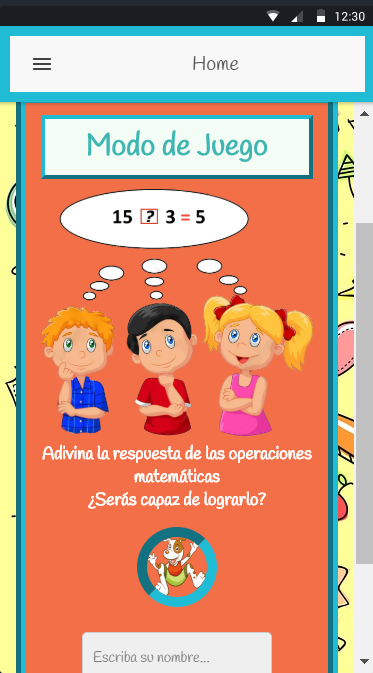 12:30
Home
Modo de Juego
15 ? 3 = 5
Adivina la respuesta de las operaciones
matemáticas
¿Serás capaz de lograrlo?
Escriba su nombre...